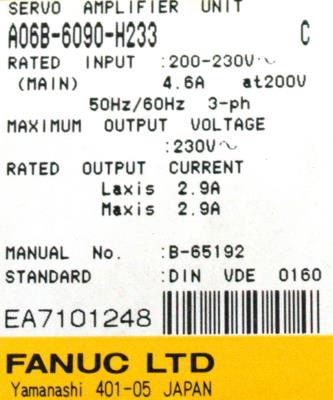 SERVO AMPLIFIER UNIT
A06B-6090-H233 C
RATED INPUT :200-230V~
(MAIN) 4.6A at200V
50Hz/60Hz 3-ph
MAXIMUM OUTPUT VOLTAGE
:230V~
RATED OUTPUT CURRENT
Laxis 2.9A
Maxis 2.9A
MANUAL No. :B-65192
STANDARD :DIN VDE 0160
EA7101248
FANUC LTD
Yamanashi 401-05 JAPAN